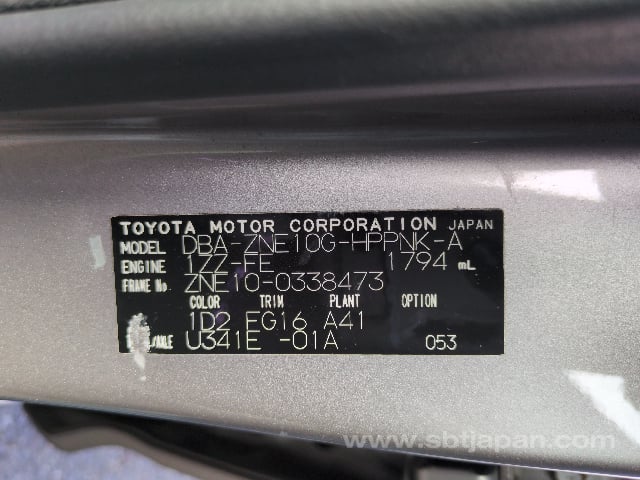 TOYOTA MOTOR CORPORATION JAPAN
MODEL DBA-ZNE10G-HPPNK-A
ENGINE 1ZZ-FE 1794 mL
FRAME No. ZNE10-0338473
COLOR TRIM PLANT OPTION
1D2 EG16 A41
/AXLE U341E -01A 053
www.sbtjapan.com